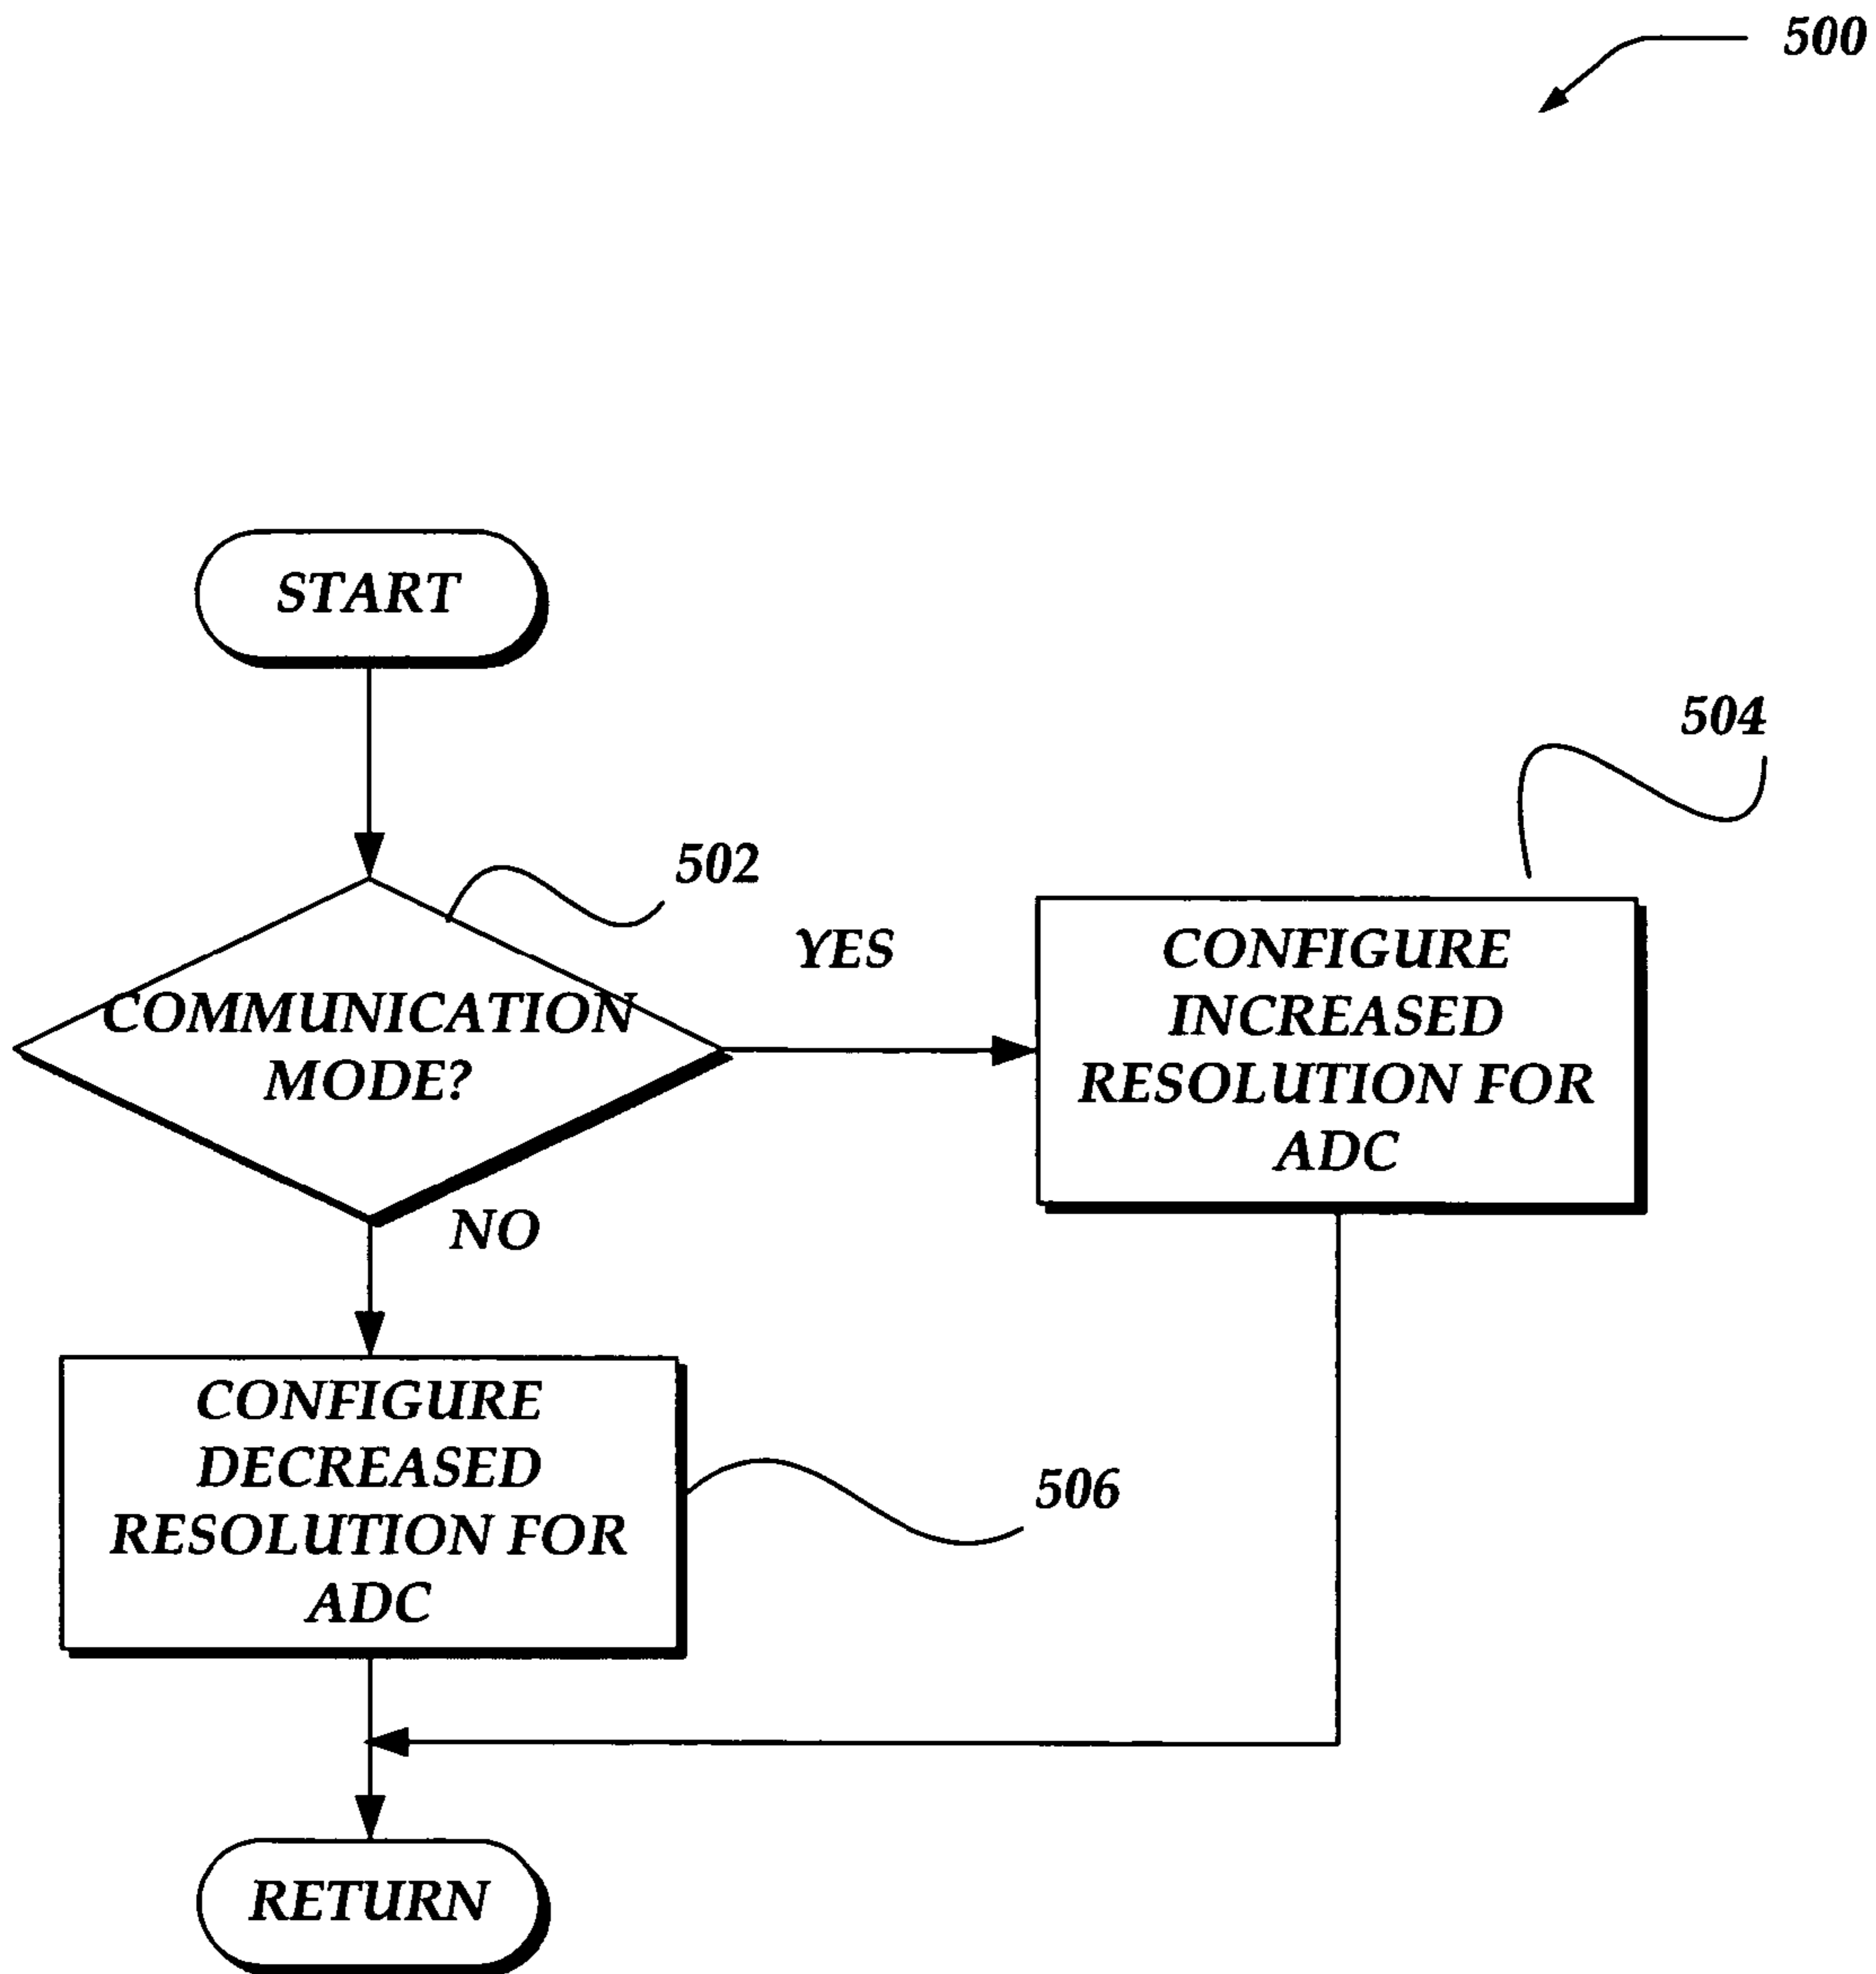 500
START
504
502
YES
CONFIGURE
INCREASED
RESOLUTION FOR
ADC
COMMUNICATION
MODE?
NO
CONFIGURE
DECREASED
RESOLUTION FOR
ADC
506
RETURN